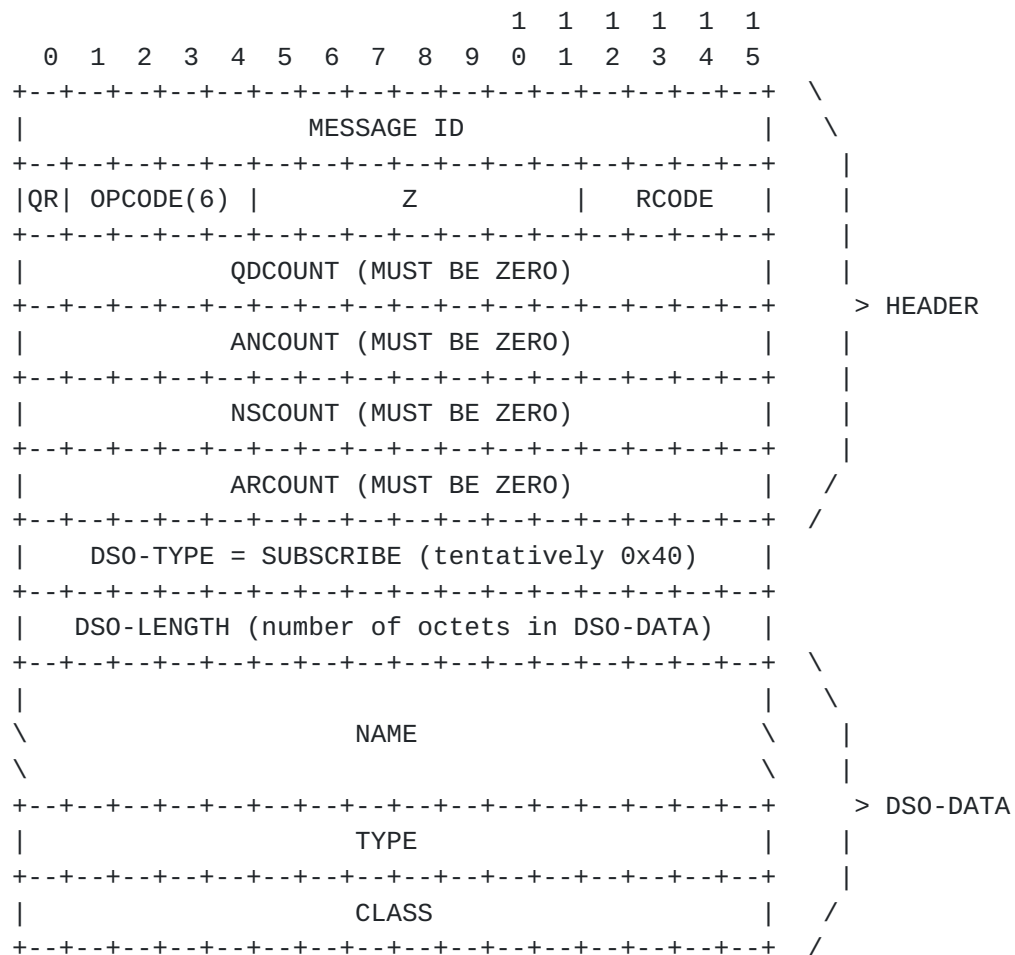 1  1  1  1  1  1
  0  1  2  3  4  5  6  7  8  9  0  1  2  3  4  5
+--+--+--+--+--+--+--+--+--+--+--+--+--+--+--+--+  \
|                  MESSAGE ID                   |   \
+--+--+--+--+--+--+--+--+--+--+--+--+--+--+--+--+    |
|QR| OPCODE(6) |         Z          |   RCODE   |    |
+--+--+--+--+--+--+--+--+--+--+--+--+--+--+--+--+    |
|             QDCOUNT (MUST BE ZERO)            |    |
+--+--+--+--+--+--+--+--+--+--+--+--+--+--+--+--+     > HEADER
|             ANCOUNT (MUST BE ZERO)            |    |
+--+--+--+--+--+--+--+--+--+--+--+--+--+--+--+--+    |
|             NSCOUNT (MUST BE ZERO)            |    |
+--+--+--+--+--+--+--+--+--+--+--+--+--+--+--+--+    |
|             ARCOUNT (MUST BE ZERO)            |   /
+--+--+--+--+--+--+--+--+--+--+--+--+--+--+--+--+  /
|    DSO-TYPE = SUBSCRIBE (tentatively 0x40)    |
+--+--+--+--+--+--+--+--+--+--+--+--+--+--+--+--+
|   DSO-LENGTH (number of octets in DSO-DATA)   |
+--+--+--+--+--+--+--+--+--+--+--+--+--+--+--+--+  \
|                                               |   \
\                     NAME                      \    |
\                                               \    |
+--+--+--+--+--+--+--+--+--+--+--+--+--+--+--+--+     > DSO-DATA
|                     TYPE                      |    |
+--+--+--+--+--+--+--+--+--+--+--+--+--+--+--+--+    |
|                     CLASS                     |   /
+--+--+--+--+--+--+--+--+--+--+--+--+--+--+--+--+  /